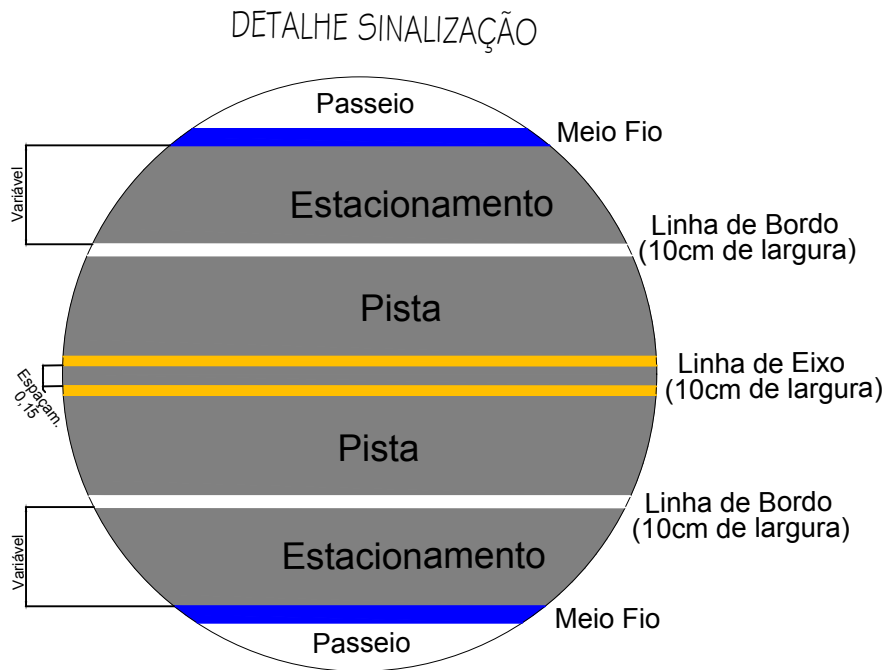 DETALHE SINALIZAÇÃO
Passeio
Meio Fio
Variável
Estacionamento
Linha de Bordo
(10cm de largura)
Pista
Linha de Eixo
(10cm de largura)
Espaçam.
0,15
Pista
Linha de Bordo
(10cm de largura)
Variável
Estacionamento
Meio Fio
Passeio